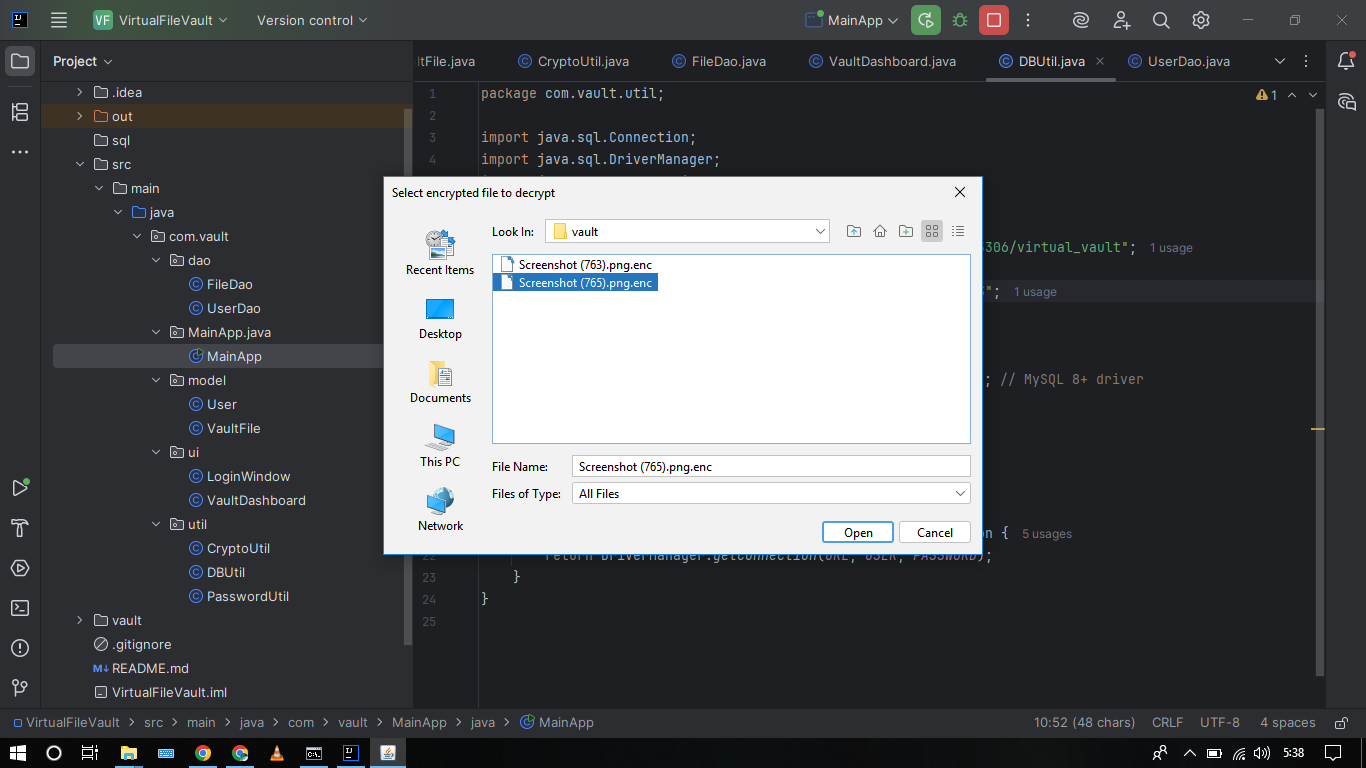 VF VirtualFileVault Version control MainApp
Project
ltFile.java CryptoUtil.java FileDao.java VaultDashboard.java DBUtil.java UserDao.java
.idea
out
sql
src
main
java
com.vault
dao
FileDao
UserDao
MainApp.java
MainApp
model
User
VaultFile
ui
LoginWindow
VaultDashboard
util
CryptoUtil
DBUtil
PasswordUtil
vault
.gitignore
M↓ README.md
VirtualFileVault.iml
1 package com.vault.util;
1
2
3 import java.sql.Connection;
4 import java.sql.DriverManager;
306/virtual_vault"; 1 usage
"; 1 usage
; // MySQL 8+ driver
n { 5 usages
return DriverManager.getConnection(URL, USER, PASSWORD);
23 }
24 }
25
Select encrypted file to decrypt
Look In: vault
Recent Items
Desktop
Documents
This PC
Network
Screenshot (763).png.enc
Screenshot (765).png.enc
File Name: Screenshot (765).png.enc
Files of Type: All Files
Open Cancel
VirtualFileVault > src > main > java > com > vault > MainApp > java > MainApp
10:52 (48 chars) CRLF UTF-8 4 spaces
5:38